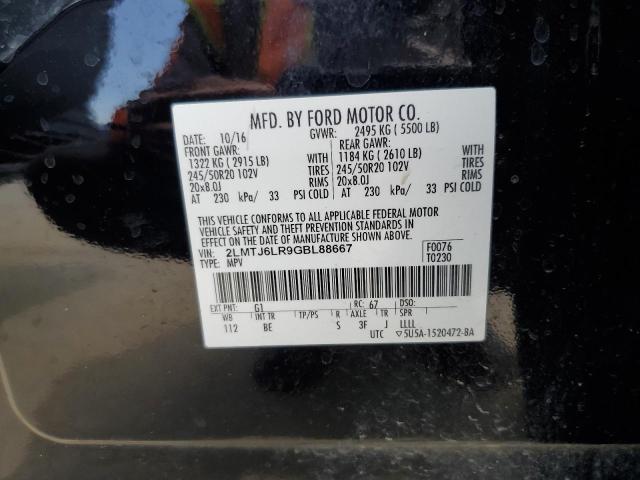 MFD. BY FORD MOTOR CO.
DATE: 10/16 GVWR: 2495 KG ( 5500 LB)
FRONT GAWR: REAR GAWR:
1322 KG ( 2915 LB) WITH 1184 KG ( 2610 LB) WITH
245/50R20 102V TIRES 245/50R20 102V TIRES
20x8.0J RIMS 20x8.0J RIMS
AT 230 kPa/ 33 PSI COLD AT 230 kPa/ 33 PSI COLD
THIS VEHICLE CONFORMS TO ALL APPLICABLE FEDERAL MOTOR
VEHICLE SAFETY AND THEFT PREVENTION STANDARDS IN
EFFECT ON THE DATE OF MANUFACTURE SHOWN ABOVE.
VIN: 2LMTJ6LR9GBL88667 F0076
TYPE: MPV T0230
EXT PNT: G1 RC: 67 DSO:
WB INT TR TP/PS R AXLE TR SPR
112 BE S 3F J LLLL
UTC ▽5U5A-1520472-BA